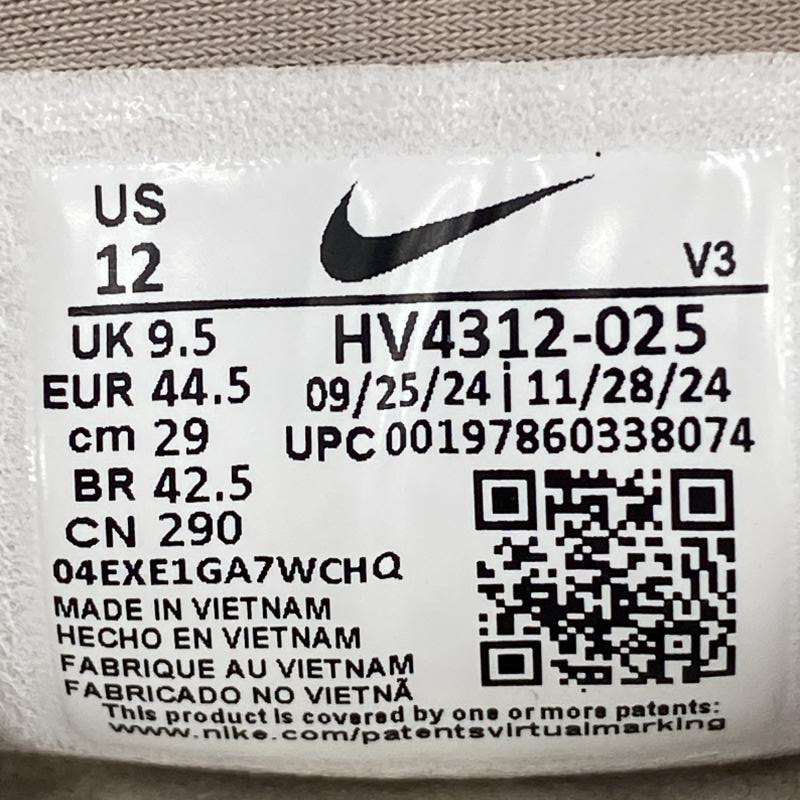 US
12
V3
UK 9.5
HV4312-025
EUR 44.5
09/25/24 | 11/28/24
cm 29
UPC 00197860338074
BR 42.5
CN 290
04EXE1GA7WCHQ
MADE IN VIETNAM
HECHO EN VIETNAM
FABRIQUE AU VIETNAM
FABRICADO NO VIETNÃ
This product is covered by one or more patents:
www.nike.com/patentsvirtualmarking